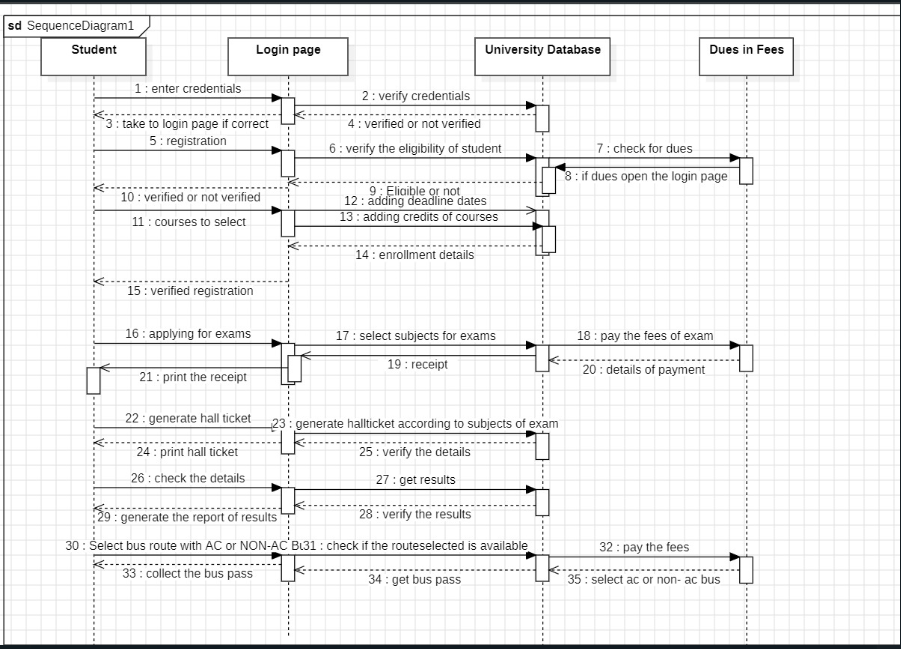 sd SequenceDiagram1
Student
Login page
University Database
Dues in Fees
1 : enter credentials
2 : verify credentials
3 : take to login page if correct
4 : verified or not verified
5 : registration
6 : verify the eligibility of student
7 : check for dues
8 : if dues open the login page
9 : Eligible or not
10 : verified or not verified
12 : adding deadline dates
11 : courses to select
13 : adding credits of courses
14 : enrollment details
15 : verified registration
16 : applying for exams
17 : select subjects for exams
18 : pay the fees of exam
19 : receipt
20 : details of payment
21 : print the receipt
22 : generate hall ticket
23 : generate hallticket according to subjects of exam
24 : print hall ticket
25 : verify the details
26 : check the details
27 : get results
28 : verify the results
29 : generate the report of results
30 : Select bus route with AC or NON-AC
31 : check if the routeselected is available
32 : pay the fees
33 : collect the bus pass
34 : get bus pass
35 : select ac or non- ac bus